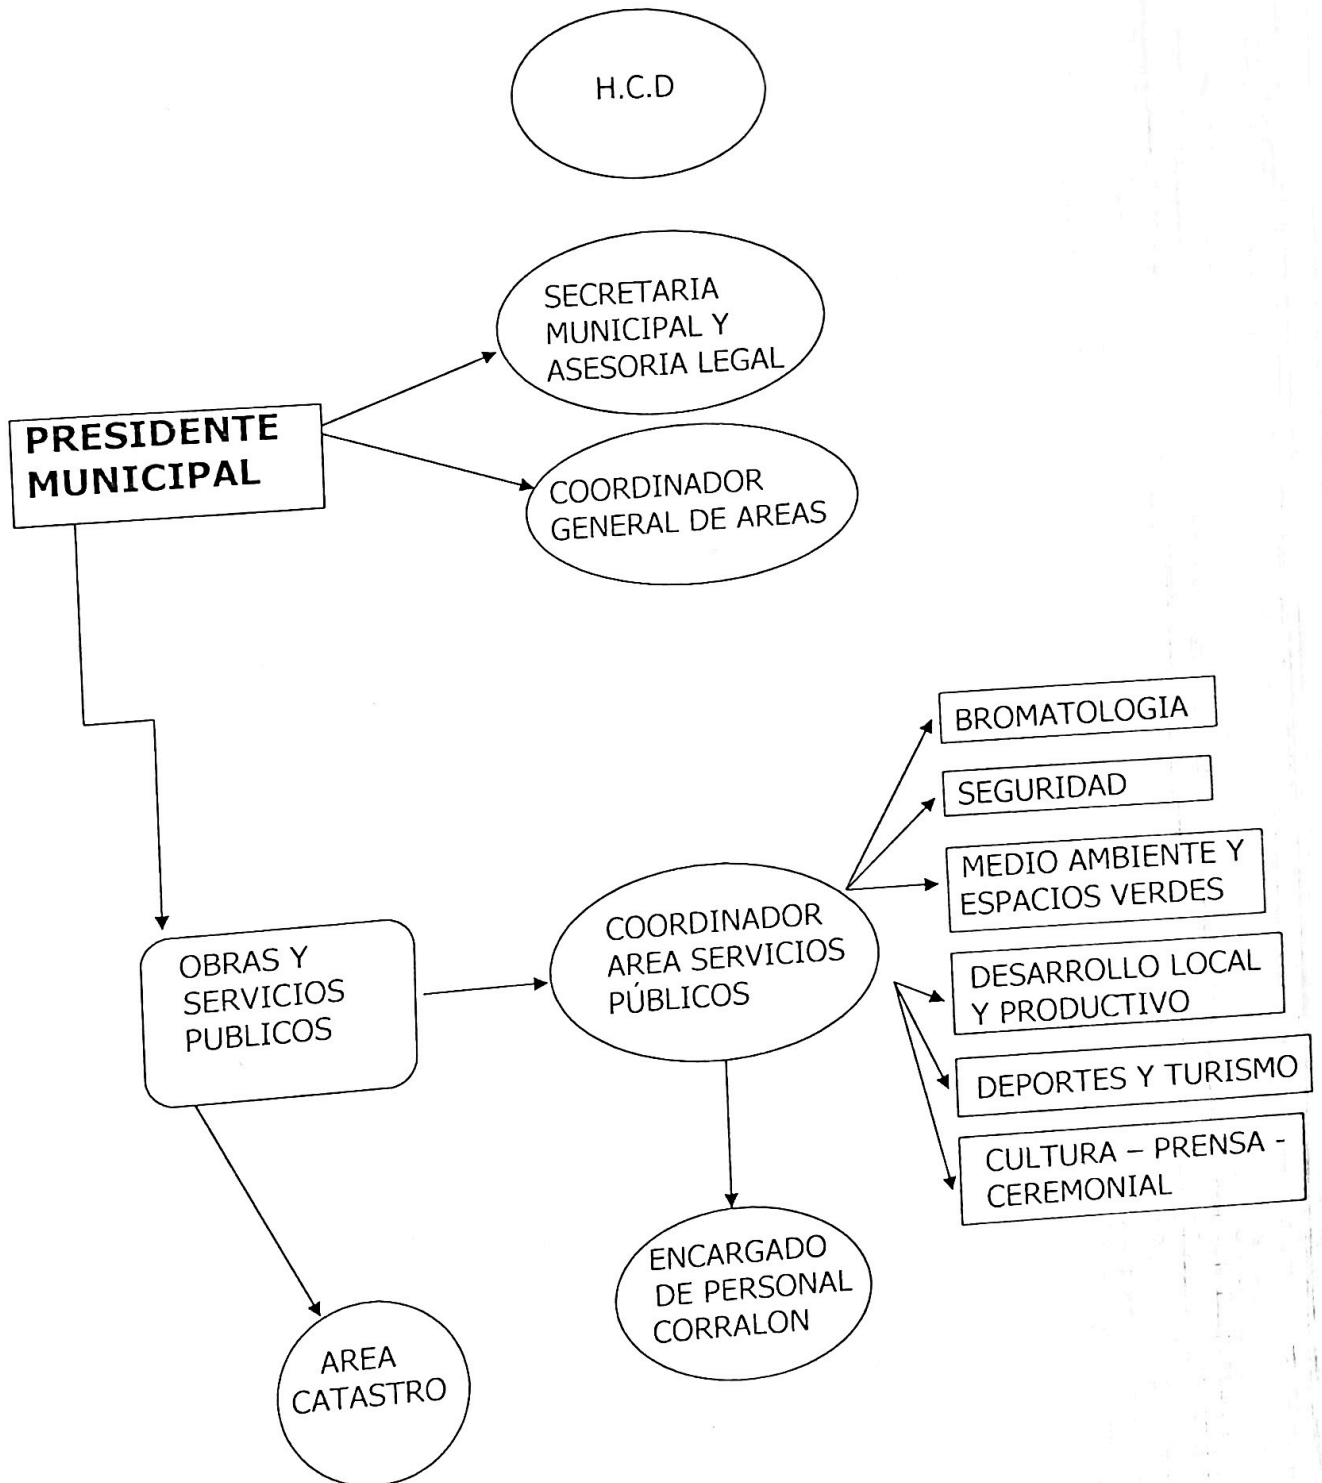 H.C.D
SECRETARIA
MUNICIPAL Y
ASESORIA LEGAL
PRESIDENTE
MUNICIPAL
COORDINADOR
GENERAL DE AREAS
BROMATOLOGIA
SEGURIDAD
MEDIO AMBIENTE Y
ESPACIOS VERDES
OBRAS Y
SERVICIOS
PUBLICOS
COORDINADOR
AREA SERVICIOS
PÚBLICOS
DESARROLLO LOCAL
Y PRODUCTIVO
DEPORTES Y TURISMO
CULTURA – PRENSA -
CEREMONIAL
ENCARGADO
DE PERSONAL
CORRALON
AREA
CATASTRO